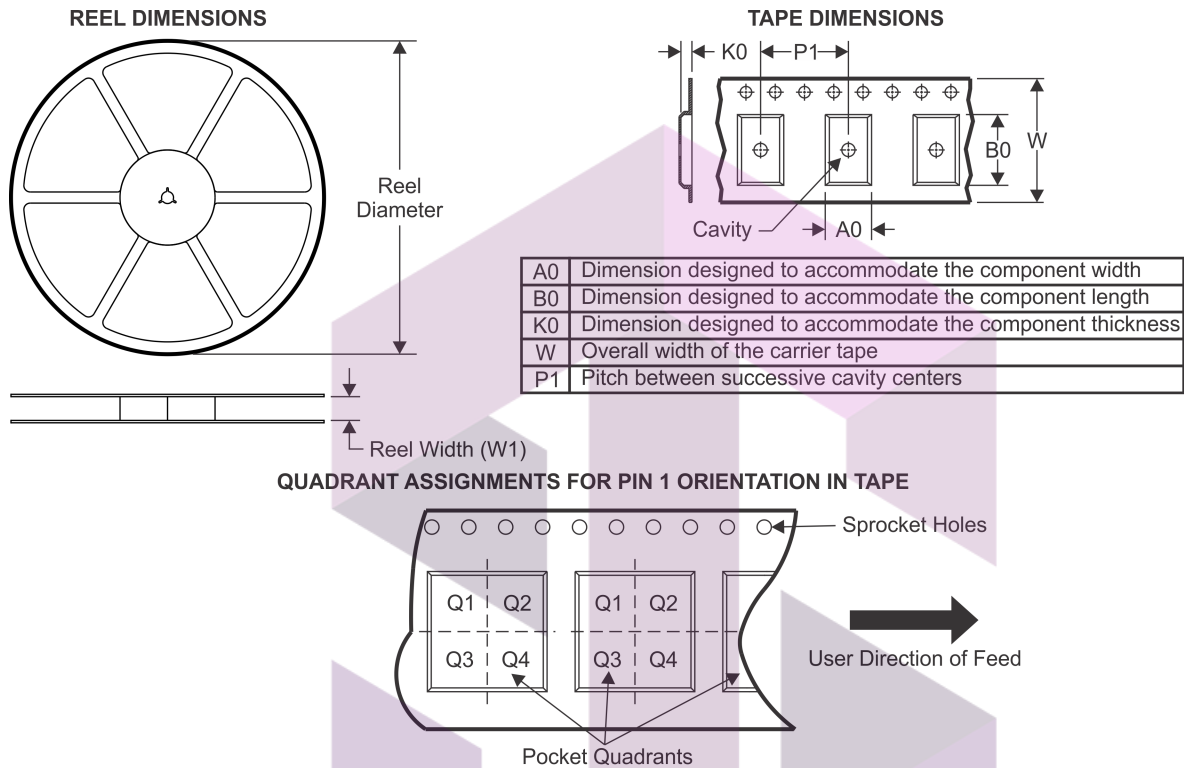 REEL DIMENSIONS
Reel
Diameter
Reel Width (W1)
TAPE DIMENSIONS
K0
P1
B0
W
Cavity
A0
A0 Dimension designed to accommodate the component width
B0 Dimension designed to accommodate the component length
K0 Dimension designed to accommodate the component thickness
W Overall width of the carrier tape
P1 Pitch between successive cavity centers
QUADRANT ASSIGNMENTS FOR PIN 1 ORIENTATION IN TAPE
Sprocket Holes
Q1 Q2 Q1 Q2
Q3 Q4 Q3 Q4
User Direction of Feed
Pocket Quadrants